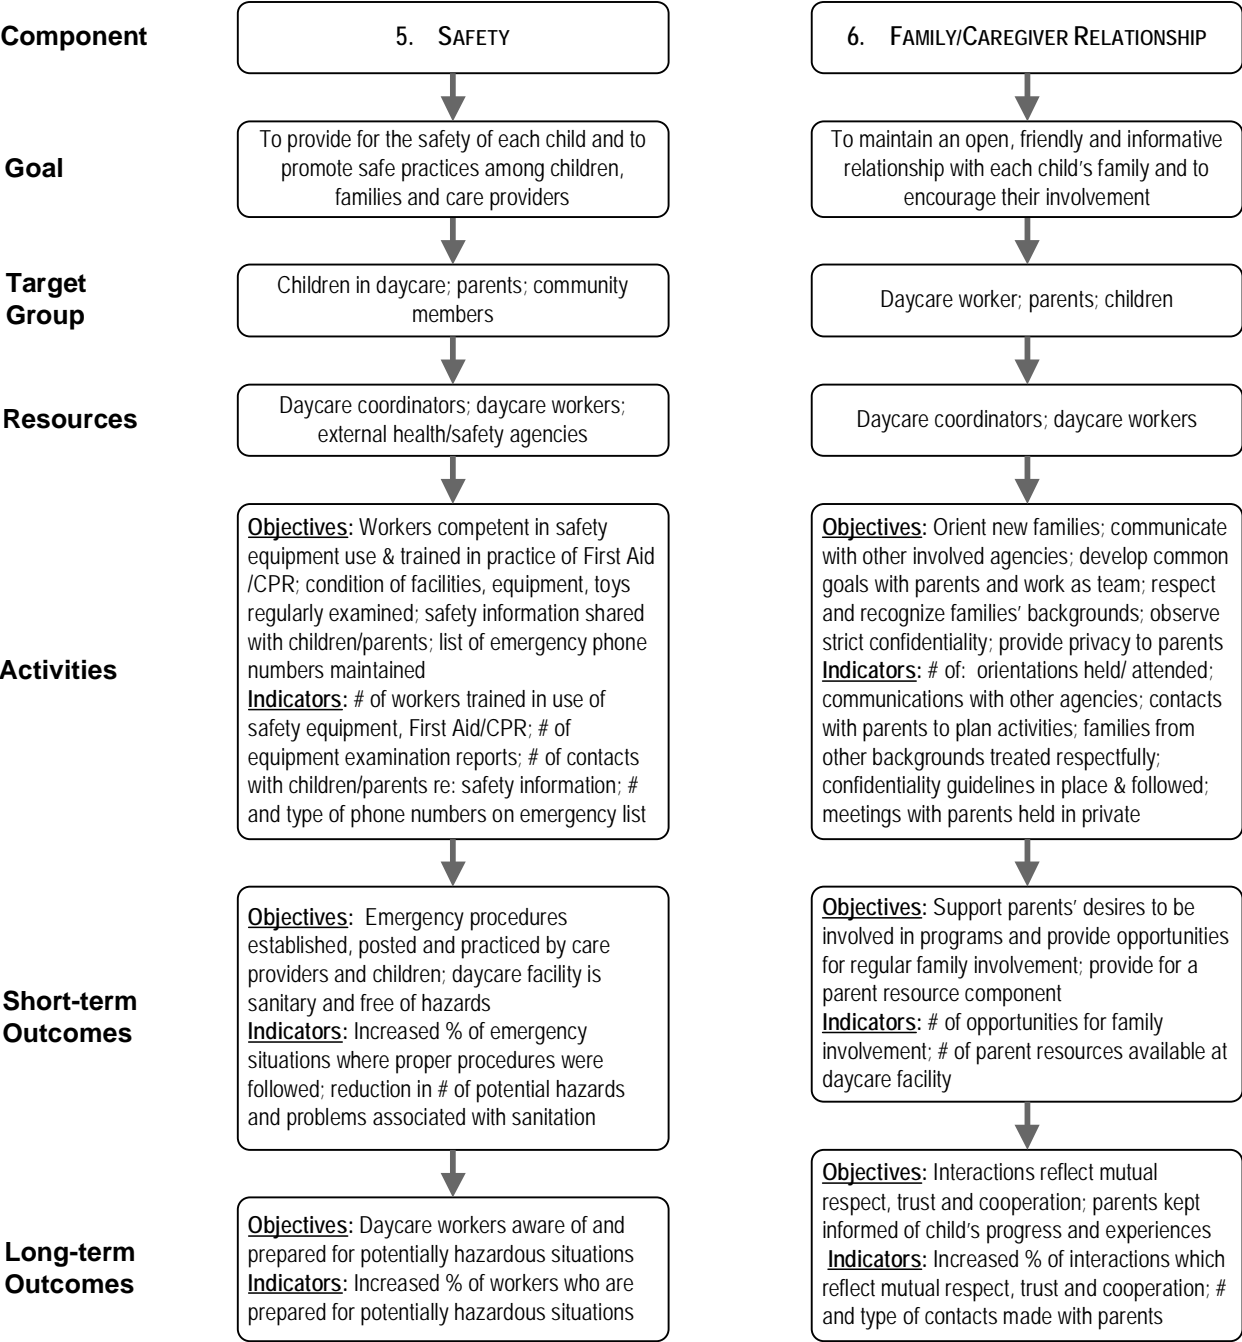 Component
5. SAFETY
6. FAMILY/CAREGIVER RELATIONSHIP
Goal
To provide for the safety of each child and to
promote safe practices among children,
families and care providers
To maintain an open, friendly and informative
relationship with each child's family and to
encourage their involvement
Target
Group
Children in daycare; parents; community
members
Daycare worker; parents; children
Resources
Daycare coordinators; daycare workers;
external health/safety agencies
Daycare coordinators; daycare workers
Activities
Objectives: Workers competent in safety
equipment use & trained in practice of First Aid
/CPR; condition of facilities, equipment, toys
regularly examined; safety information shared
with children/parents; list of emergency phone
numbers maintained
Indicators: # of workers trained in use of
safety equipment, First Aid/CPR; # of
equipment examination reports; # of contacts
with children/parents re: safety information; #
and type of phone numbers on emergency list
Objectives: Orient new families; communicate
with other involved agencies; develop common
goals with parents and work as team; respect
and recognize families' backgrounds; observe
strict confidentiality; provide privacy to parents
Indicators: # of: orientations held/ attended;
communications with other agencies; contacts
with parents to plan activities; families from
other backgrounds treated respectfully;
confidentiality guidelines in place & followed;
meetings with parents held in private
Short-term
Outcomes
Objectives: Emergency procedures
established, posted and practiced by care
providers and children; daycare facility is
sanitary and free of hazards
Indicators: Increased % of emergency
situations where proper procedures were
followed; reduction in # of potential hazards
and problems associated with sanitation
Objectives: Support parents' desires to be
involved in programs and provide opportunities
for regular family involvement; provide for a
parent resource component
Indicators: # of opportunities for family
involvement; # of parent resources available at
daycare facility
Long-term
Outcomes
Objectives: Daycare workers aware of and
prepared for potentially hazardous situations
Indicators: Increased % of workers who are
prepared for potentially hazardous situations
Objectives: Interactions reflect mutual
respect, trust and cooperation; parents kept
informed of child's progress and experiences
Indicators: Increased % of interactions which
reflect mutual respect, trust and cooperation; #
and type of contacts made with parents